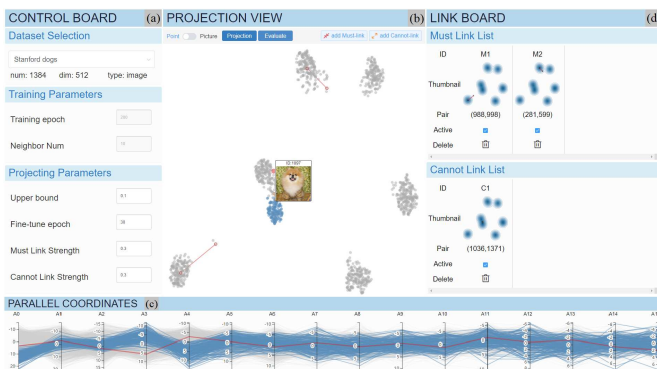 CONTROL BOARD (a)
Dataset Selection
Stanford dogs
num: 1384 dim: 512 type: image
Training Parameters
Training epoch
Neighbor Num
Projecting Parameters
Upper bound 0.1
Fine-tune epoch
Must Link Strength 0.3
Cannot Link Strength 0.3
PROJECTION VIEW (b)
Point Picture Projection Evaluate add Must-link add Cannot-link
ID:1097
LINK BOARD (d
Must Link List
ID M1 M2
Thumbnail
Pair (988,998) (281,599)
Active
Delete
Cannot Link List
ID C1
Thumbnail
Pair (1036,1371)
Active
Delete
PARALLEL COORDINATES (c)
A0 A1 A2 A3 A4 A5 A6 A7 A8 A9 A10 A11 A12 A13 A14 A1